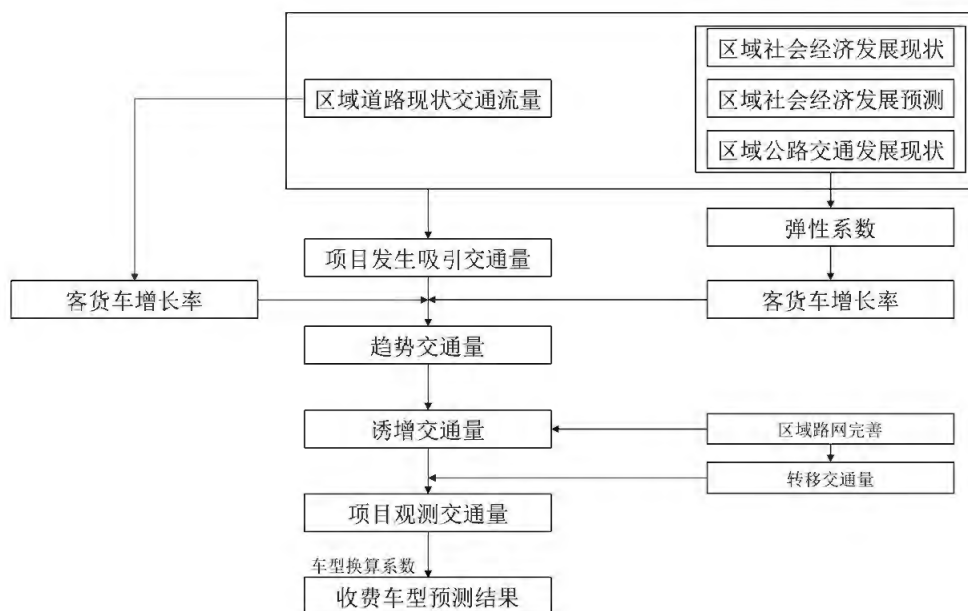 区域社会经济发展现状
区域道路现状交通流量
区域社会经济发展预测
区域公路交通发展现状
弹性系数
项目发生吸引交通量
客货车增长率
客货车增长率
趋势交通量
诱增交通量
区域路网完善
转移交通量
项目观测交通量
车型换算系数
收费车型预测结果